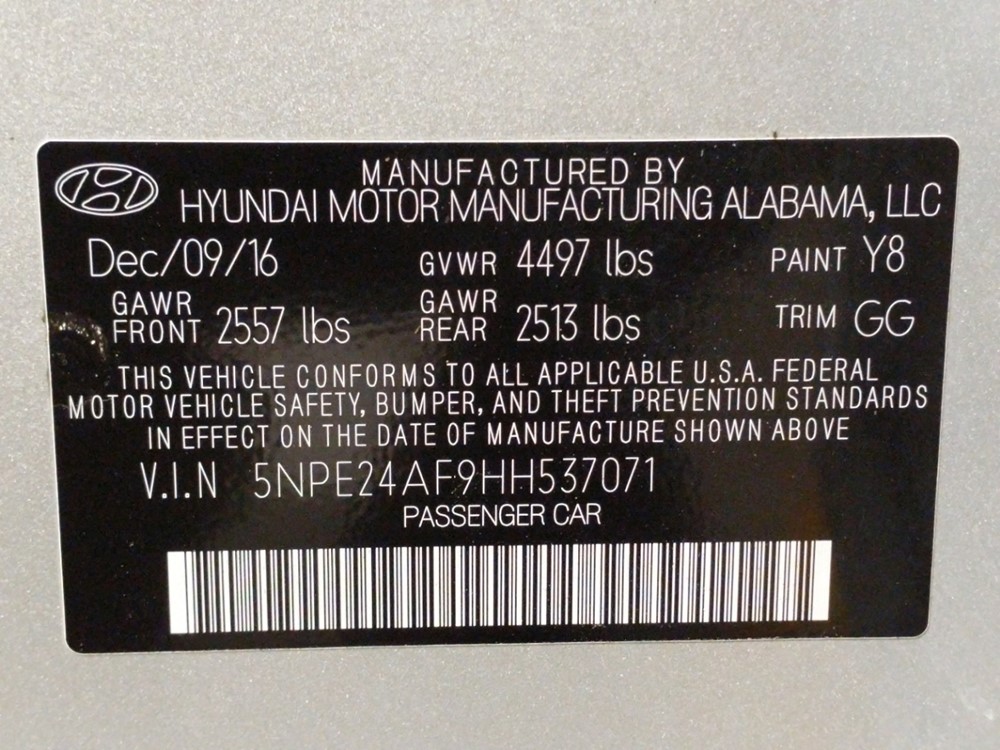 MANUFACTURED BY
HYUNDAI MOTOR MANUFACTURING ALABAMA, LLC
Dec/09/16 GVWR 4497 lbs PAINT Y8
GAWR FRONT 2557 lbs GAWR REAR 2513 lbs TRIM GG
THIS VEHICLE CONFORMS TO ALL APPLICABLE U.S.A. FEDERAL
MOTOR VEHICLE SAFETY, BUMPER, AND THEFT PREVENTION STANDARDS
IN EFFECT ON THE DATE OF MANUFACTURE SHOWN ABOVE
V.I.N 5NPE24AF9HH537071
PASSENGER CAR